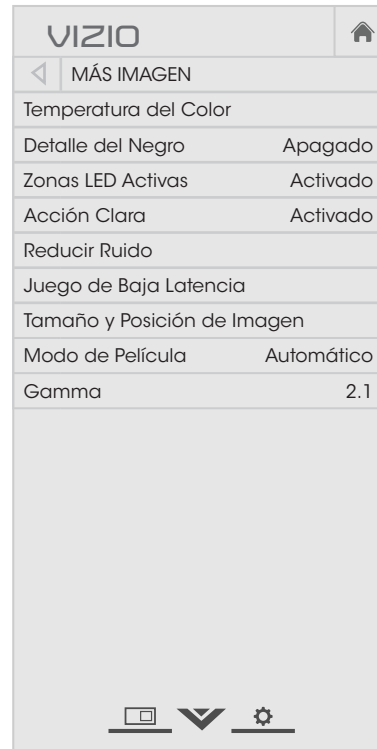 VIZIO
MÁS IMAGEN
Temperatura del Color
Detalle del Negro Apagado
Zonas LED Activas Activado
Acción Clara Activado
Reducir Ruido
Juego de Baja Latencia
Tamaño y Posición de Imagen
Modo de Película Automático
Gamma 2.1